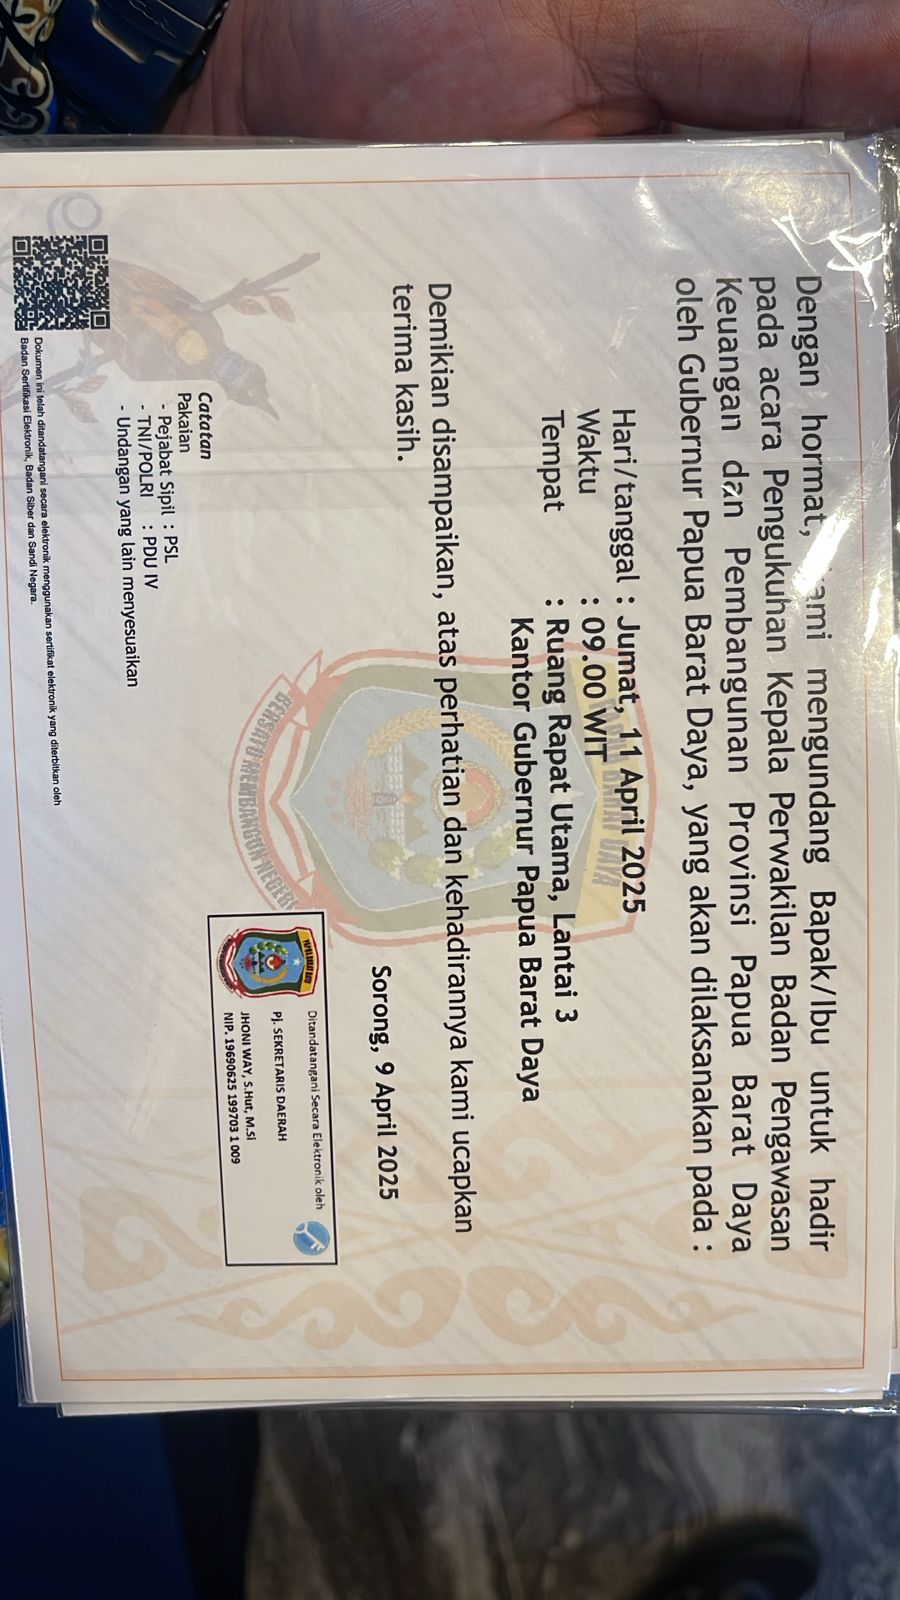 Dengan hormat, kami mengundang Bapak/Ibu untuk hadir
pada acara Pengukuhan Kepala Perwakilan Badan Pengawasan
Keuangan dan Pembangunan Provinsi Papua Barat Daya
oleh Gubernur Papua Barat Daya, yang akan dilaksanakan pada :
Hari/tanggal : Jumat, 11 April 2025
Waktu : 09.00 WIT
Tempat : Ruang Rapat Utama, Lantai 3
Kantor Gubernur Papua Barat Daya
Demikian disampaikan, atas perhatian dan kehadirannya kami ucapkan
terima kasih.
Sorong, 9 April 2025
Ditandatangani Secara Elektronik oleh
Pj. SEKRETARIS DAERAH
JHONI WAY, S.Hut, M.Si
NIP. 19690625 199703 1 009
Catatan
Pakaian
- Pejabat Sipil : PSL
- TNI/POLRI : PDU IV
- Undangan yang lain menyesuaikan
Dokumen ini telah ditandatangani secara elektronik menggunakan sertifikat elektronik yang diterbitkan oleh
Badan Sertifikasi Elektronik, Badan Siber dan Sandi Negara.
PAPUA BARAT DAYA
BERSATU MEMBANGUN NEGERI